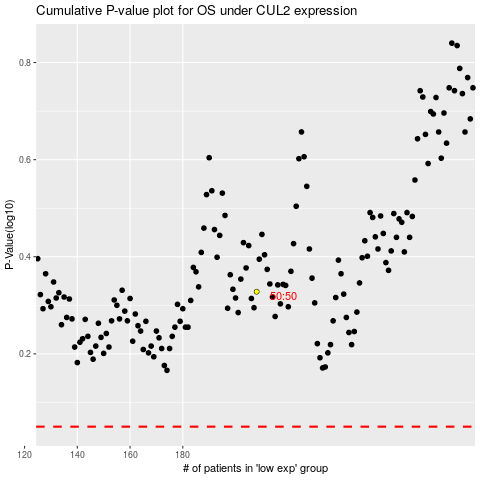 Cumulative P-value plot for OS under CUL2 expression
P-Value(log10)
0.8
0.6
0.4
0.2
50:50
120 140 160 180
# of patients in 'low exp' group